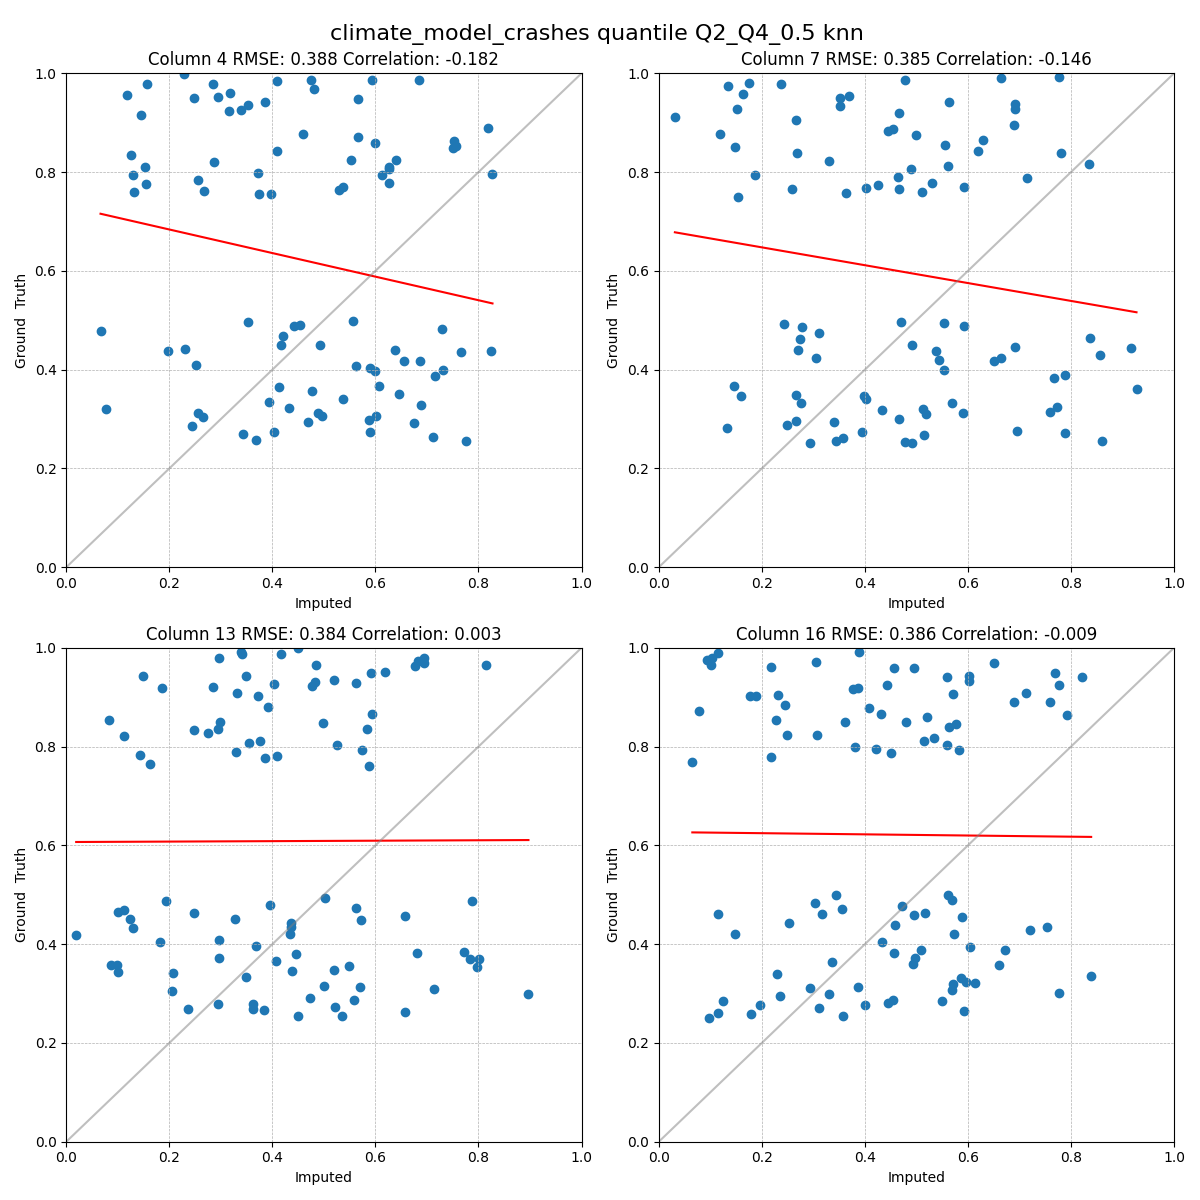 climate_model_crashes quantile Q2_Q4_0.5 knn
Column 4 RMSE: 0.388 Correlation: -0.182
1.0
0.8
0.6
0.4
0.2
0.0
Ground Truth
0.0 0.2 0.4 0.6 0.8 1.0
Imputed
Column 7 RMSE: 0.385 Correlation: -0.146
1.0
0.8
0.6
0.4
0.2
0.0
Ground Truth
0.0 0.2 0.4 0.6 0.8 1.0
Imputed
Column 13 RMSE: 0.384 Correlation: 0.003
1.0
0.8
0.6
0.4
0.2
0.0
Ground Truth
0.0 0.2 0.4 0.6 0.8 1.0
Imputed
Column 16 RMSE: 0.386 Correlation: -0.009
1.0
0.8
0.6
0.4
0.2
0.0
Ground Truth
0.0 0.2 0.4 0.6 0.8 1.0
Imputed